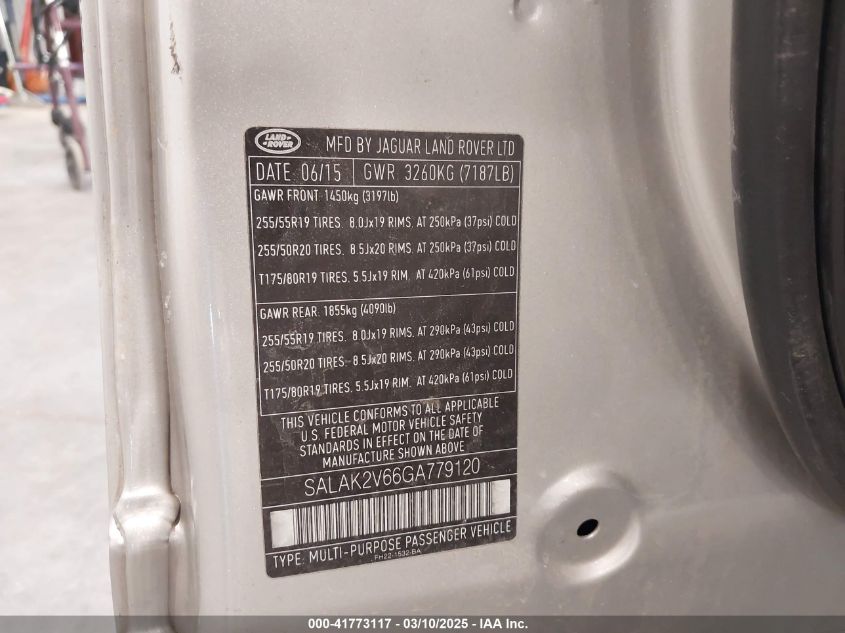 LAND ROVER
MFD BY JAGUAR LAND ROVER LTD
DATE 06/15 GWR 3260KG (7187LB)
GAWR FRONT 1450kg (3197lb)
255/55R19 TIRES. 8.0Jx19 RIMS. AT 250kPa (37psi) COLD
255/50R20 TIRES. 8.5Jx20 RIMS. AT 250kPa (37psi) COLD
T175/80R19 TIRES. 5.5Jx19 RIM. AT 420kPa (61psi) COLD
GAWR REAR. 1855kg (4090lb)
255/55R19 TIRES. 8.0Jx19 RIMS. AT 290kPa (43psi) COLD
255/50R20 TIRES. 8.5Jx20 RIMS. AT 290kPa (43psi) COLD
T175/80R19 TIRES. 5.5Jx19 RIM. AT 420kPa (61psi) COLD
THIS VEHICLE CONFORMS TO ALL APPLICABLE
U.S. FEDERAL MOTOR VEHICLE SAFETY
STANDARDS IN EFFECT ON THE DATE OF
MANUFACTURE SHOWN ABOVE
SALAK2V66GA779120
TYPE: MULTI-PURPOSE PASSENGER VEHICLE
FH22-1532-BA
000-41773117 - 03/10/2025 - IAA Inc.